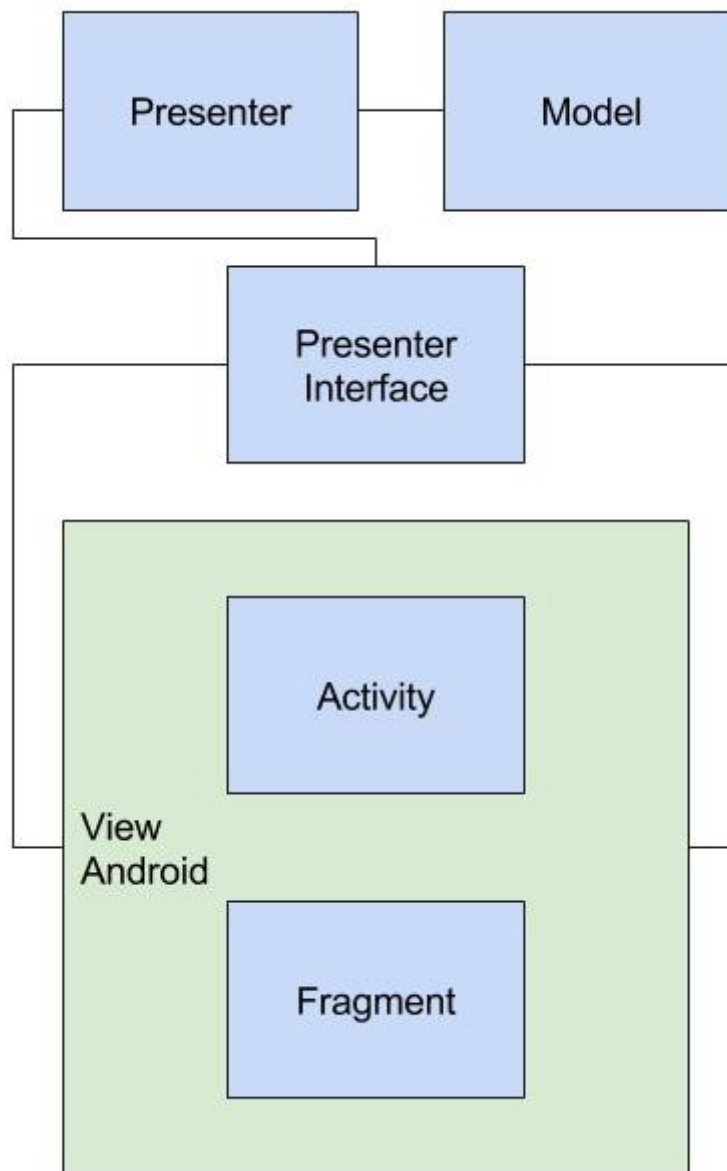 Presenter
Model
Presenter
Interface
Activity
View
Android
Fragment